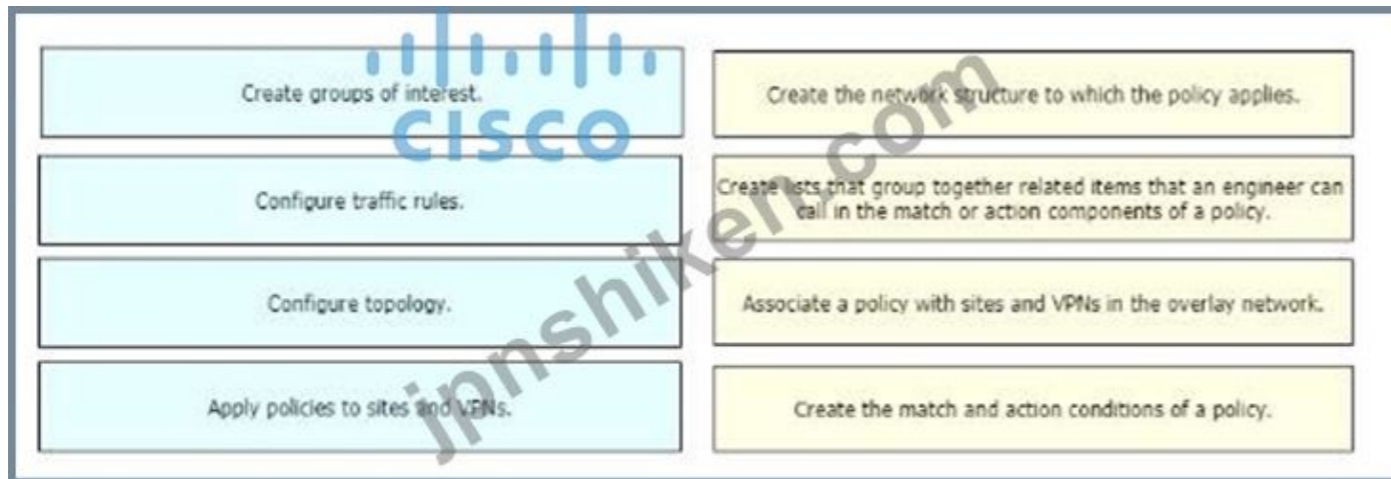 CISCO
Create groups of interest.
Create the network structure to which the policy applies.
Configure traffic rules.
Create lists that group together related items that an engineer can
call in the match or action components of a policy.
Configure topology.
Associate a policy with sites and VPNs in the overlay network.
Apply policies to sites and VPNs.
Create the match and action conditions of a policy.
jpnshiken.com